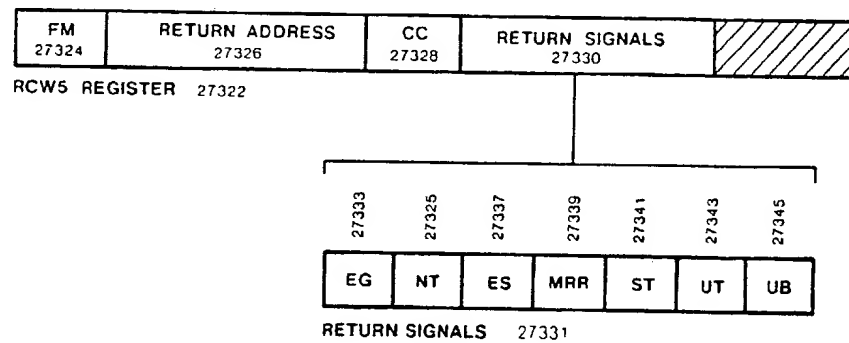 FM RETURN ADDRESS CC RETURN SIGNALS
27324 27326 27328 27330
RCWS REGISTER 27322
27333 27325 27337 27339 27341 27343 27345
EG NT ES MRR ST UT UB
RETURN SIGNALS 27331